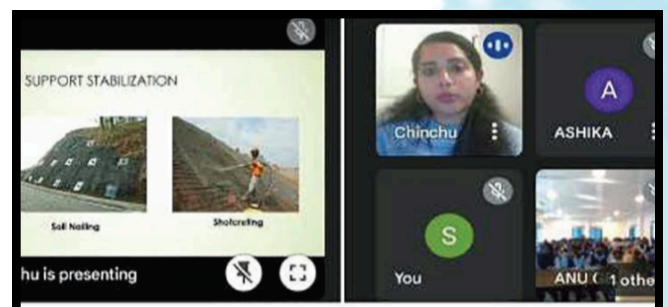 SUPPORT STABILIZATION
Soil Nailing
Shotcreting
hu is presenting
Chinchu
A
ASHIKA
S
You
ANU G
1 othe